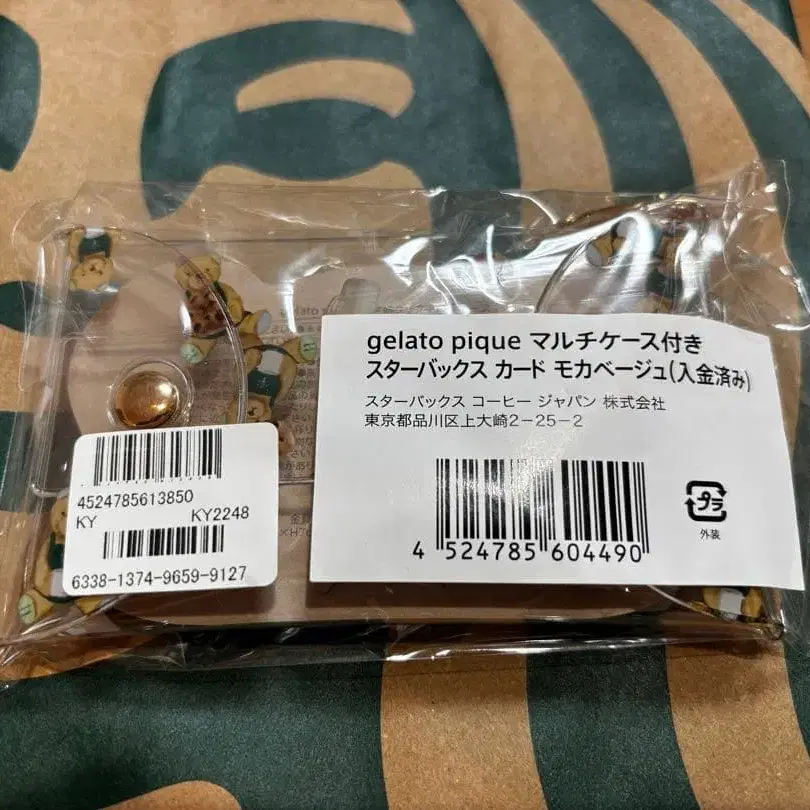 gelato pique マルチケース付き
スターバックス カード モカベージュ(入金済み)
スターバックス コーヒー ジャパン 株式会社
東京都品川区上大崎2-25-2
4 524785 604490
プラ
外装
4524785613850
KY KY2248
6338-1374-9659-9127